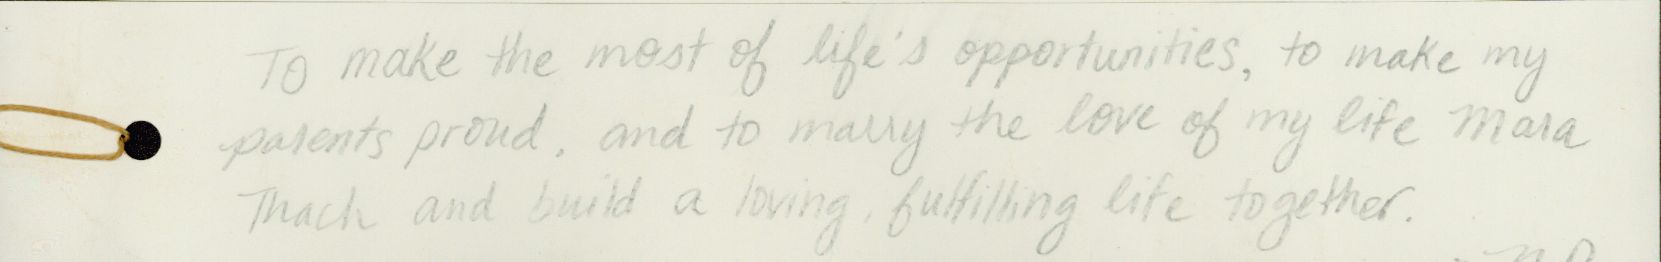 To make the most of life's opportunities, to make my
parents proud, and to marry the love of my life Mara
Thach and build a loving, fulfilling life together.